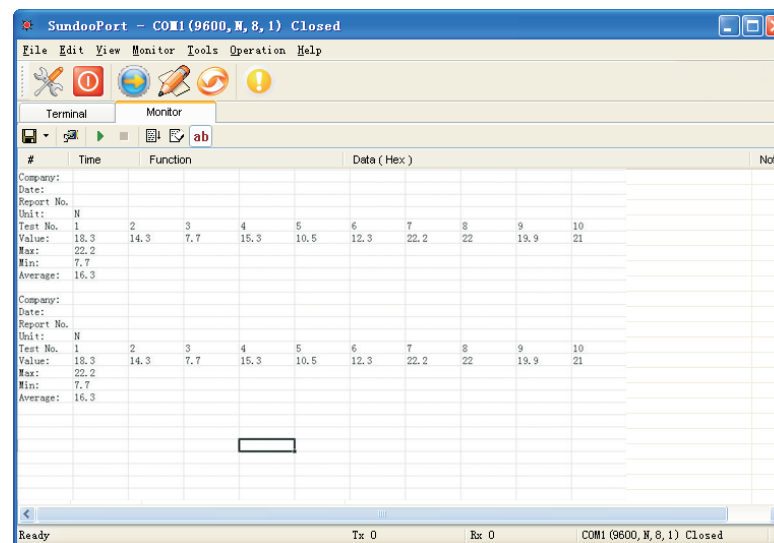 SundooPort - COM1(9600,N,8,1) Closed
File Edit View Monitor Tools Operation Help
Terminal Monitor
ab
# Time Function Data ( Hex ) Not
Company:
Date:
Report No.
Unit: N
Test No. 1 2 3 4 5 6 7 8 9 10
Value: 18.3 14.3 7.7 15.3 10.5 12.3 22.2 22 19.9 21
Max: 22.2
Min: 7.7
Average: 16.3
Company:
Date:
Report No.
Unit: N
Test No. 1 2 3 4 5 6 7 8 9 10
Value: 18.3 14.3 7.7 15.3 10.5 12.3 22.2 22 19.9 21
Max: 22.2
Min: 7.7
Average: 16.3
Ready Tx 0 Rx 0 COM1 (9600, N, 8, 1) Closed